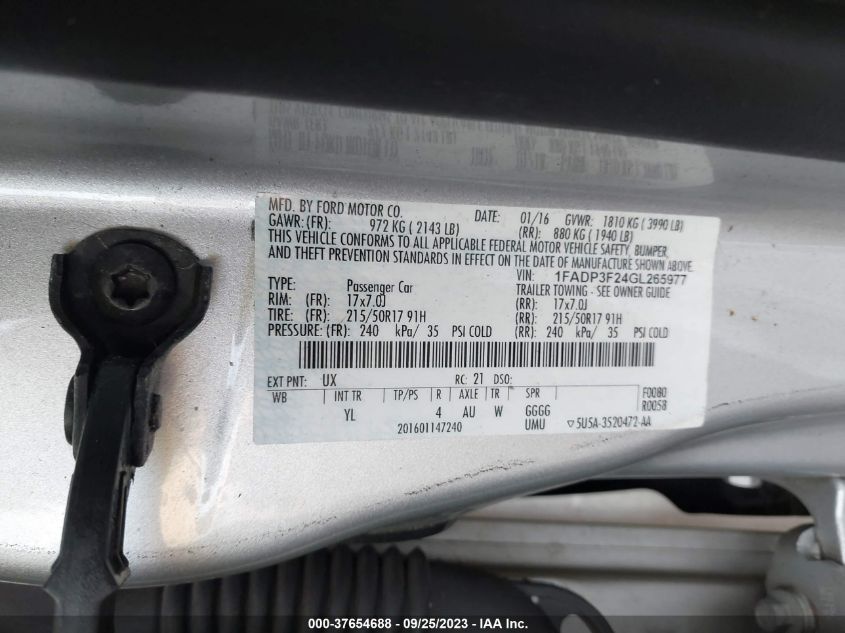 MFD. BY FORD MOTOR CO.
DATE: 01/16 GVWR: 1810 KG ( 3990 LB)
GAWR: (FR): 972 KG ( 2143 LB) (RR): 880 KG ( 1940 LB)
THIS VEHICLE CONFORMS TO ALL APPLICABLE FEDERAL MOTOR VEHICLE SAFETY, BUMPER,
AND THEFT PREVENTION STANDARDS IN EFFECT ON THE DATE OF MANUFACTURE SHOWN ABOVE.
VIN: 1FADP3F24GL265977
TYPE: Passenger Car TRAILER TOWING - SEE OWNER GUIDE
RIM: (FR): 17x7.0J (RR): 17x7.0J
TIRE: (FR): 215/50R17 91H (RR): 215/50R17 91H
PRESSURE: (FR): 240 kPa/ 35 PSI COLD (RR): 240 kPa/ 35 PSI COLD
EXT PNT: UX RC: 21 DSO:
WB INT TR TP/PS R AXLE TR SPR F0080
YL 4 AU W GGGG R0058
201601147240 UMU ▽5U5A-3520472-AA
000-37654688 - 09/25/2023 - IAA Inc.